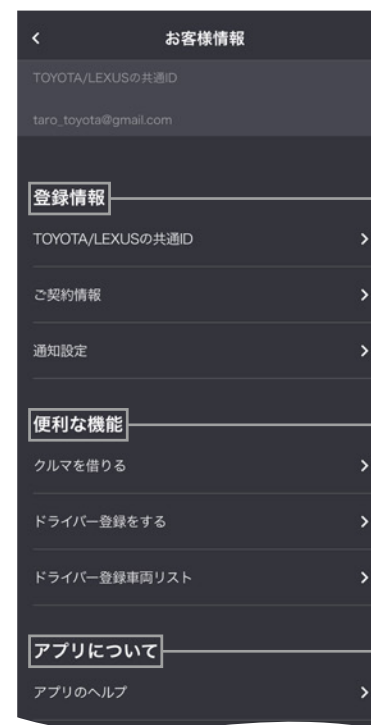 お客様情報
TOYOTA/LEXUSの共通ID
taro_toyota@gmail.com
登録情報
TOYOTA/LEXUSの共通ID
ご契約情報
通知設定
便利な機能
クルマを借りる
ドライバー登録をする
ドライバー登録車両リスト
アプリについて
アプリのヘルプ